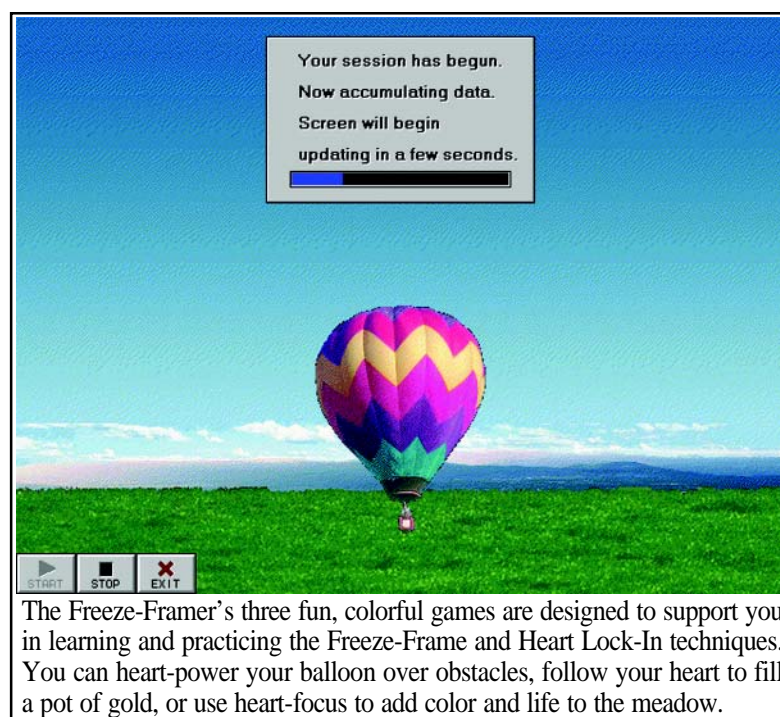 Your session has begun.
Now accumulating data.
Screen will begin
updating in a few seconds.
START STOP EXIT
The Freeze-Framer's three fun, colorful games are designed to support you
in learning and practicing the Freeze-Frame and Heart Lock-In techniques.
You can heart-power your balloon over obstacles, follow your heart to fill
a pot of gold, or use heart-focus to add color and life to the meadow.